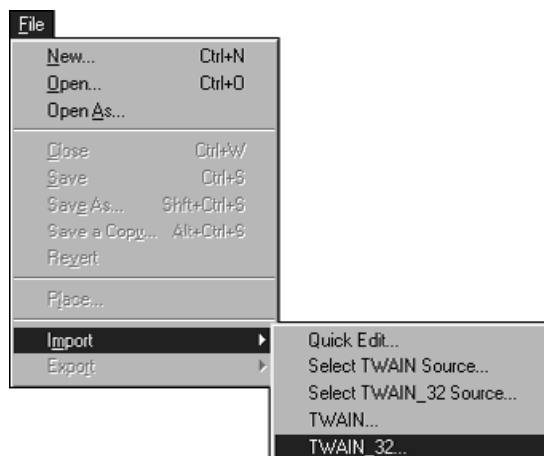 File
New... Ctrl+N
Open... Ctrl+O
Open As...
Close Ctrl+W
Save Ctrl+S
Save As... Shft+Ctrl+S
Save a Copy... Alt+Ctrl+S
Revert
Place...
Import
Export
Quick Edit...
Select TWAIN Source...
Select TWAIN_32 Source...
TWAIN...
TWAIN_32...